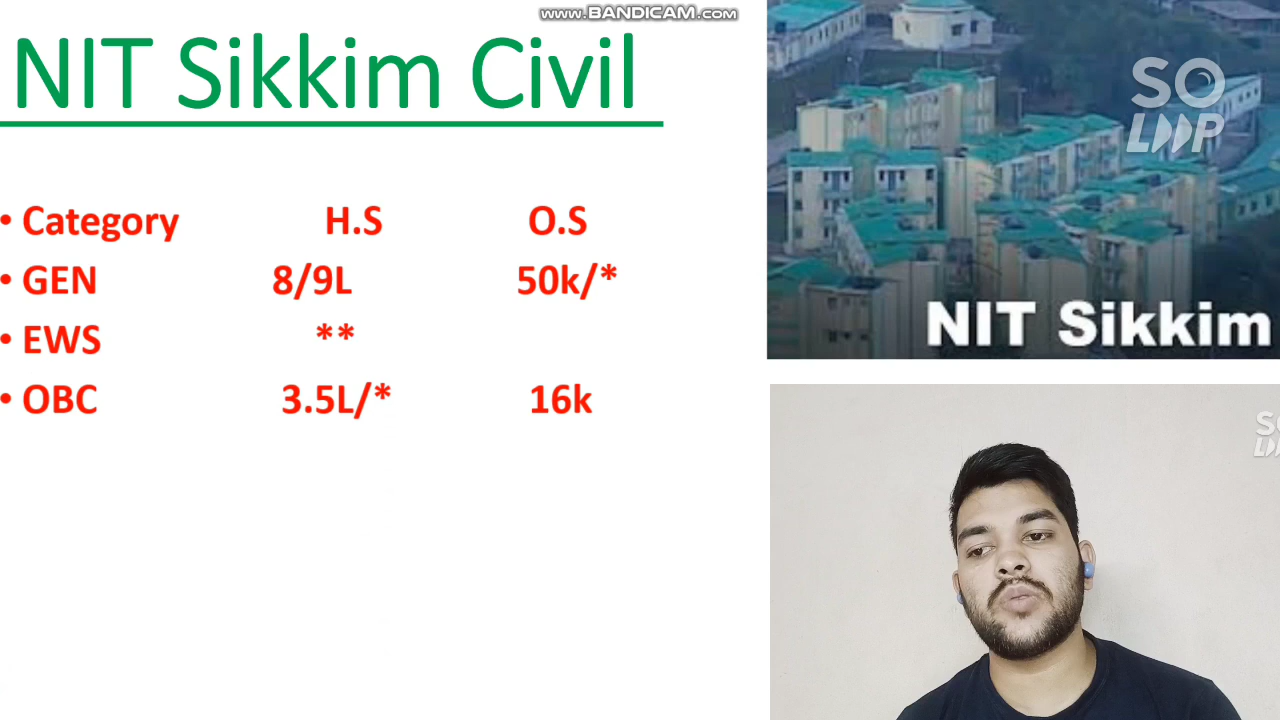 www.BANDICAM.com
NIT Sikkim Civil
• Category H.S O.S
• GEN 8/9L 50k/*
• EWS **
• OBC 3.5L/* 16k
SO
LOOP
NIT Sikkim